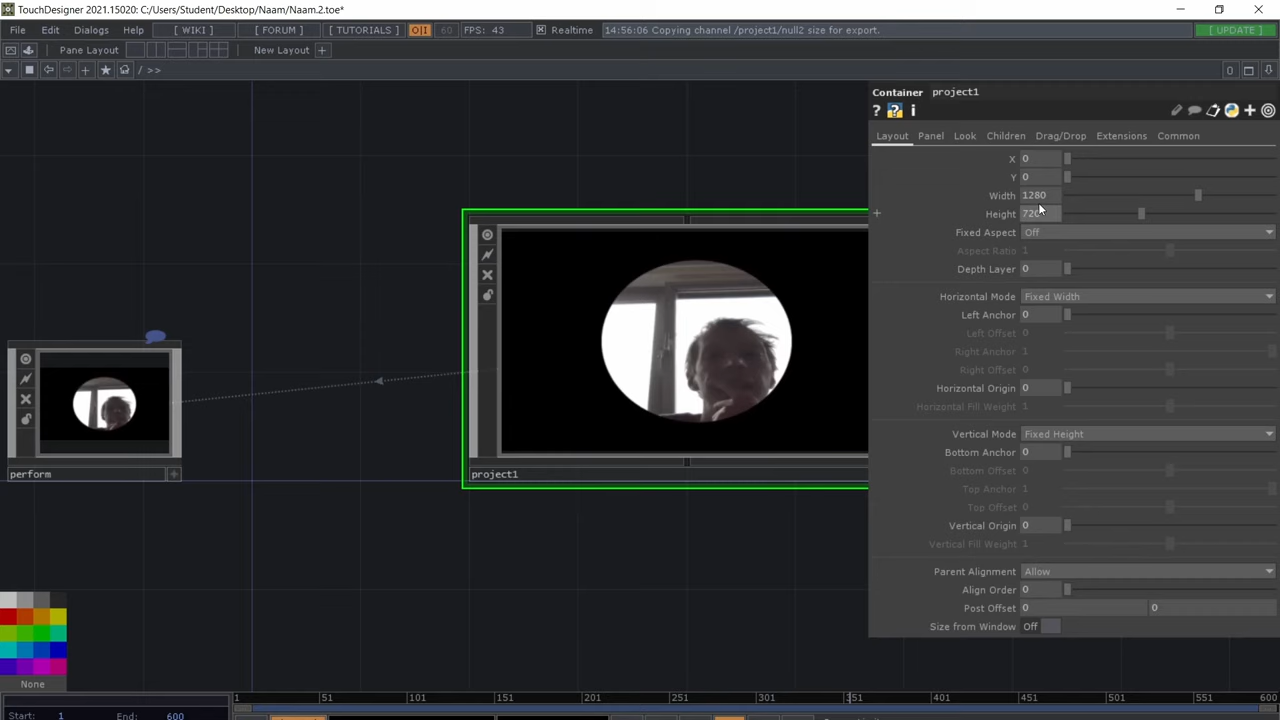 TouchDesigner 2021.15020: C:/Users/Student/Desktop/Naam/Naam.2.toe*
File Edit Dialogs Help [ WIKI ] [ FORUM ] [ TUTORIALS ] O|I 60 FPS: 43 Realtime 14:56:06 Copying channel /project1/null2 size for export. [ UPDATE ]
Pane Layout New Layout +
/ >> 0
Container project1
? ? i
Layout Panel Look Children Drag/Drop Extensions Common
X 0
Y 0
Width 1280
Height 720
Fixed Aspect Off
Aspect Ratio 1
Depth Layer 0
Horizontal Mode Fixed Width
Left Anchor 0
Left Offset 0
Right Anchor 1
Right Offset 0
Horizontal Origin 0
Horizontal Fill Weight 1
Vertical Mode Fixed Height
Bottom Anchor 0
Bottom Offset 0
Top Anchor 1
Top Offset 0
Vertical Origin 0
Vertical Fill Weight 1
Parent Alignment Allow
Align Order 0
Post Offset 0 0
Size from Window Off
perform
project1
None
1 51 101 151 201 251 301 351 401 451 501 551 600
Start: 1 End: 600